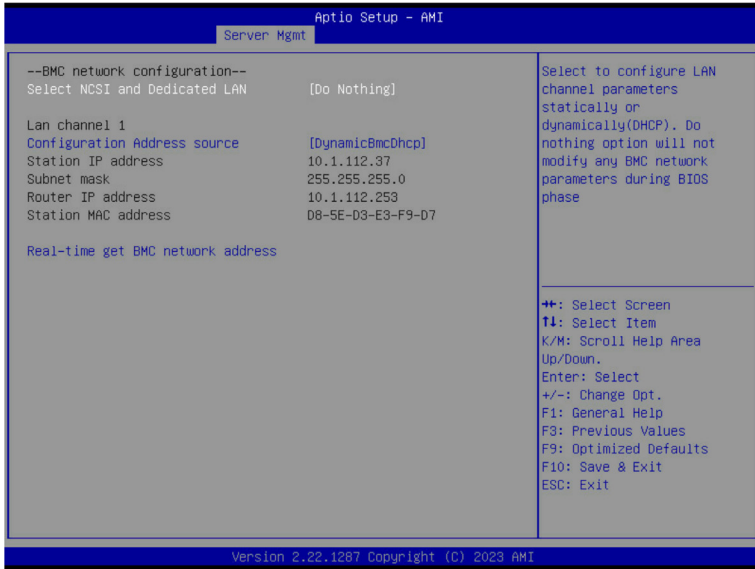 Aptio Setup - AMI
Server Mgmt
--BMC network configuration--
Select NCSI and Dedicated LAN [Do Nothing]
Lan channel 1
Configuration Address source [DynamicBmcDhcp]
Station IP address 10.1.112.37
Subnet mask 255.255.255.0
Router IP address 10.1.112.253
Station MAC address D8-5E-D3-E3-F9-D7
Real-time get BMC network address
Select to configure LAN
channel parameters
statically or
dynamically(DHCP). Do
nothing option will not
modify any BMC network
parameters during BIOS
phase
→←: Select Screen
↑↓: Select Item
K/M: Scroll Help Area
Up/Down.
Enter: Select
+/-: Change Opt.
F1: General Help
F3: Previous Values
F9: Optimized Defaults
F10: Save & Exit
ESC: Exit
Version 2.22.1287 Copyright (C) 2023 AMI